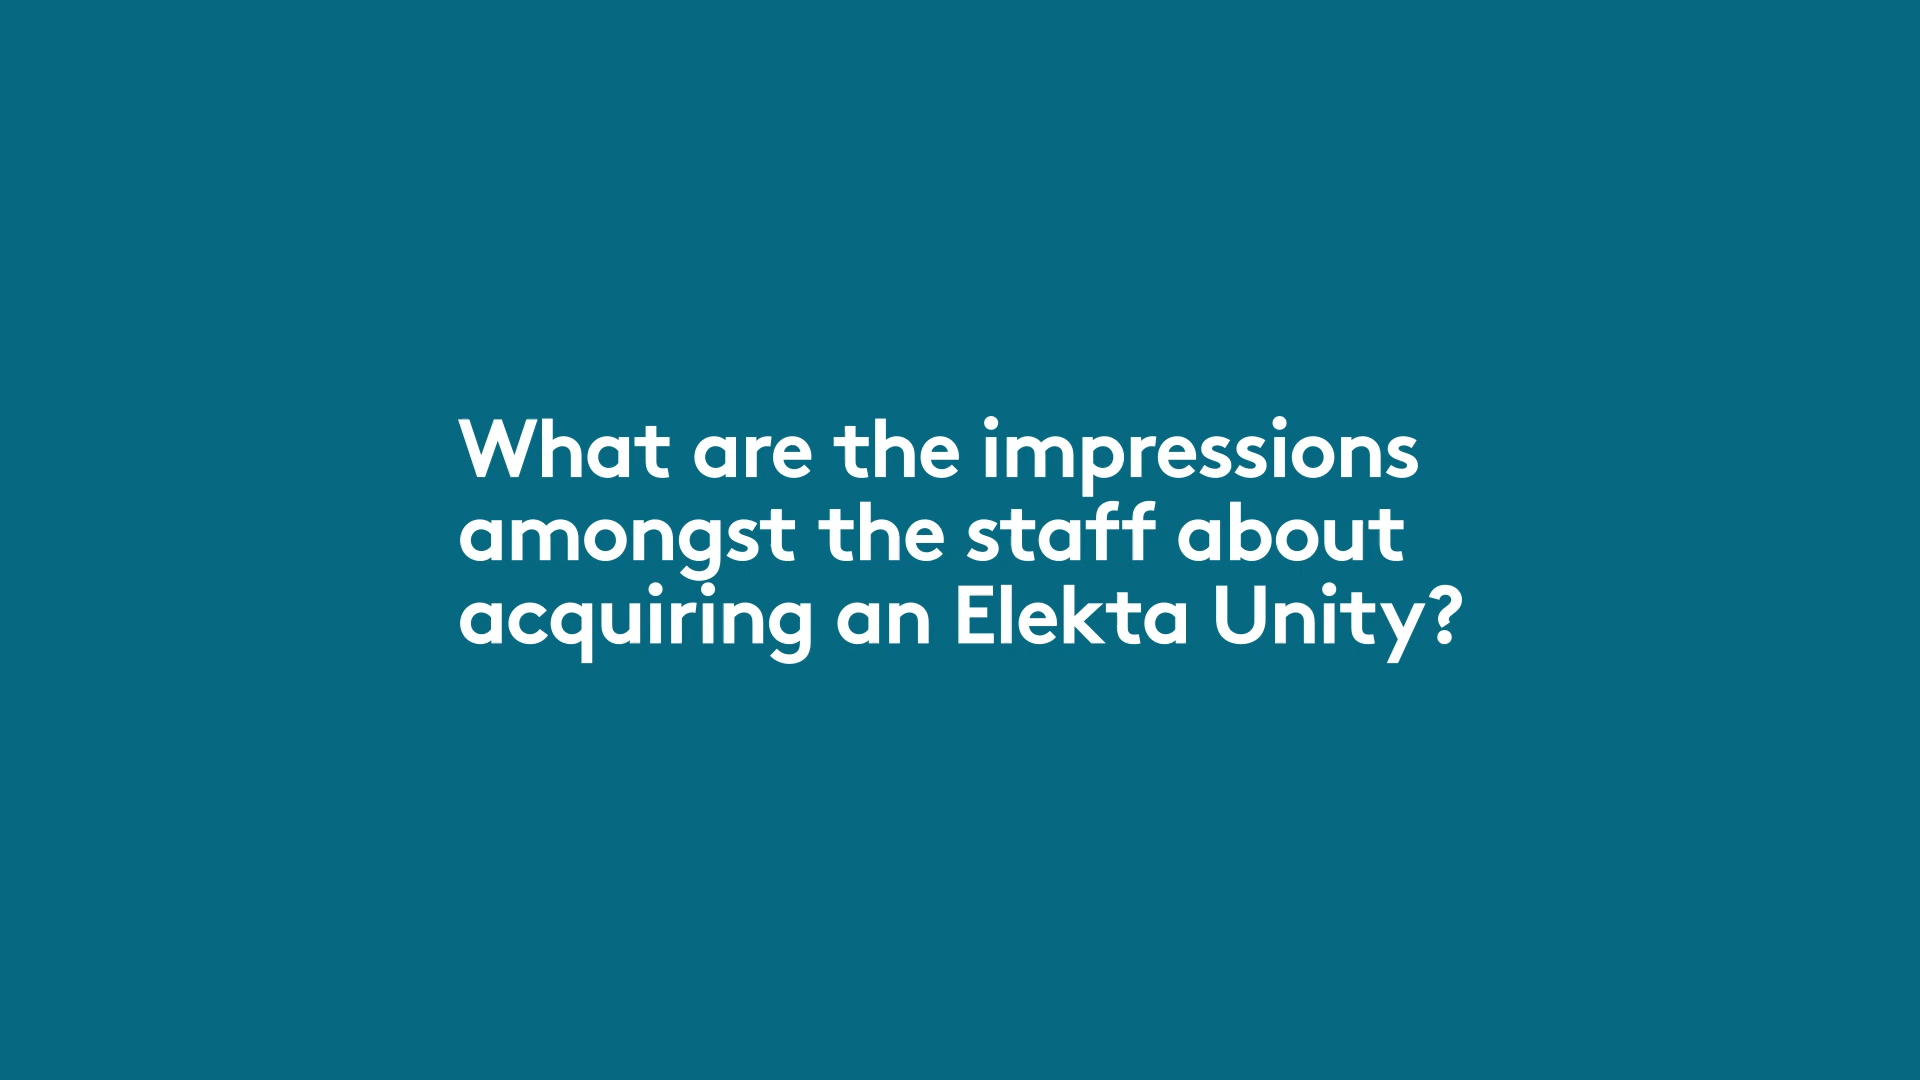 What are the impressions
amongst the staff about
acquiring an Elekta Unity?